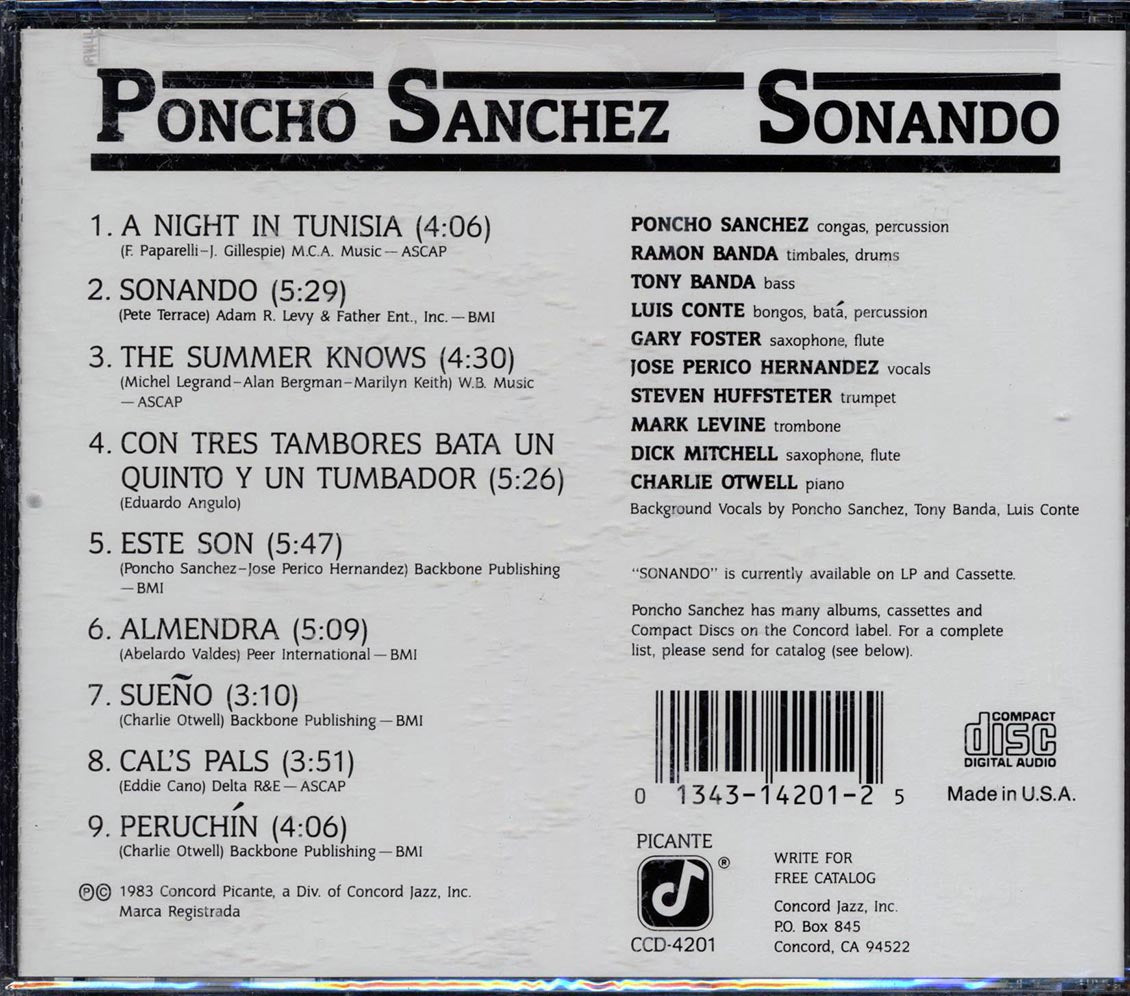 PONCHO SANCHEZ SONANDO
1. A NIGHT IN TUNISIA (4:06)
(F. Paparelli–J. Gillespie) M.C.A. Music — ASCAP
2. SONANDO (5:29)
(Pete Terrace) Adam R. Levy & Father Ent., Inc. — BMI
3. THE SUMMER KNOWS (4:30)
(Michel Legrand–Alan Bergman–Marilyn Keith) W.B. Music
— ASCAP
4. CON TRES TAMBORES BATA UN
QUINTO Y UN TUMBADOR (5:26)
(Eduardo Angulo)
5. ESTE SON (5:47)
(Poncho Sanchez–Jose Perico Hernandez) Backbone Publishing
— BMI
6. ALMENDRA (5:09)
(Abelardo Valdes) Peer International — BMI
7. SUEÑO (3:10)
(Charlie Otwell) Backbone Publishing — BMI
8. CAL'S PALS (3:51)
(Eddie Cano) Delta R&E — ASCAP
9. PERUCHÍN (4:06)
(Charlie Otwell) Backbone Publishing — BMI
℗© 1983 Concord Picante, a Div. of Concord Jazz, Inc.
Marca Registrada
PONCHO SANCHEZ congas, percussion
RAMON BANDA timbales, drums
TONY BANDA bass
LUIS CONTE bongos, batá, percussion
GARY FOSTER saxophone, flute
JOSE PERICO HERNANDEZ vocals
STEVEN HUFFSTETER trumpet
MARK LEVINE trombone
DICK MITCHELL saxophone, flute
CHARLIE OTWELL piano
Background Vocals by Poncho Sanchez, Tony Banda, Luis Conte
"SONANDO" is currently available on LP and Cassette.
Poncho Sanchez has many albums, cassettes and
Compact Discs on the Concord label. For a complete
list, please send for catalog (see below).
0 1343-14201-2 5
COMPACT
disc
DIGITAL AUDIO
Made in U.S.A.
PICANTE
®
CCD-4201
WRITE FOR
FREE CATALOG
Concord Jazz, Inc.
P.O. Box 845
Concord, CA 94522